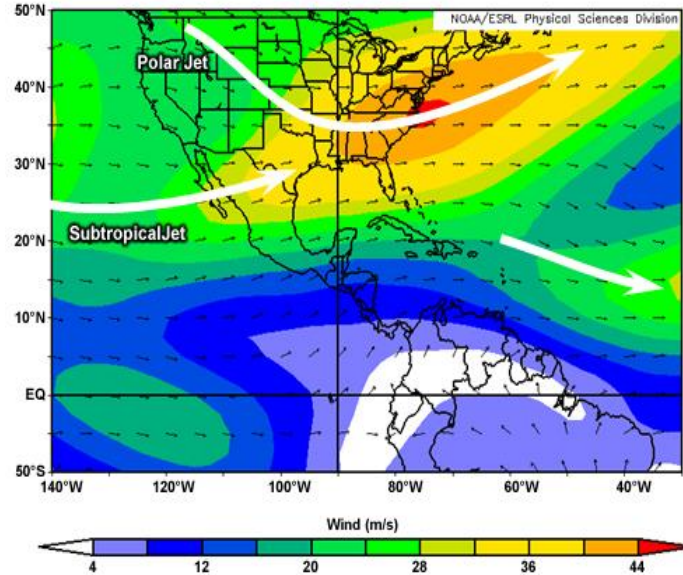 50°N
NOAA/ESRL Physical Sciences Division
Polar Jet
40°N
30°N
SubtropicalJet
20°N
10°N
EQ
50°S
140°W 120°W 100°W 80°W 60°W 40°W
Wind (m/s)
4 12 20 28 36 44